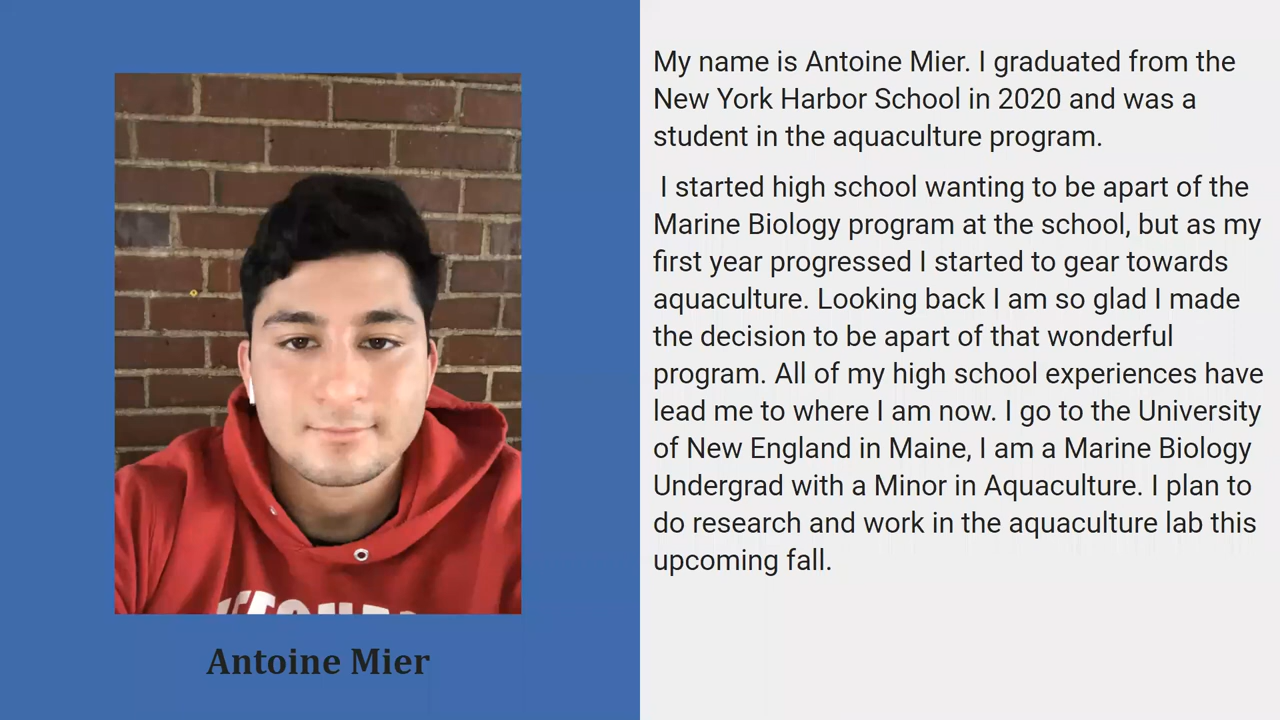 My name is Antoine Mier. I graduated from the
New York Harbor School in 2020 and was a
student in the aquaculture program.
I started high school wanting to be apart of the
Marine Biology program at the school, but as my
first year progressed I started to gear towards
aquaculture. Looking back I am so glad I made
the decision to be apart of that wonderful
program. All of my high school experiences have
lead me to where I am now. I go to the University
of New England in Maine, I am a Marine Biology
Undergrad with a Minor in Aquaculture. I plan to
do research and work in the aquaculture lab this
upcoming fall.
Antoine Mier